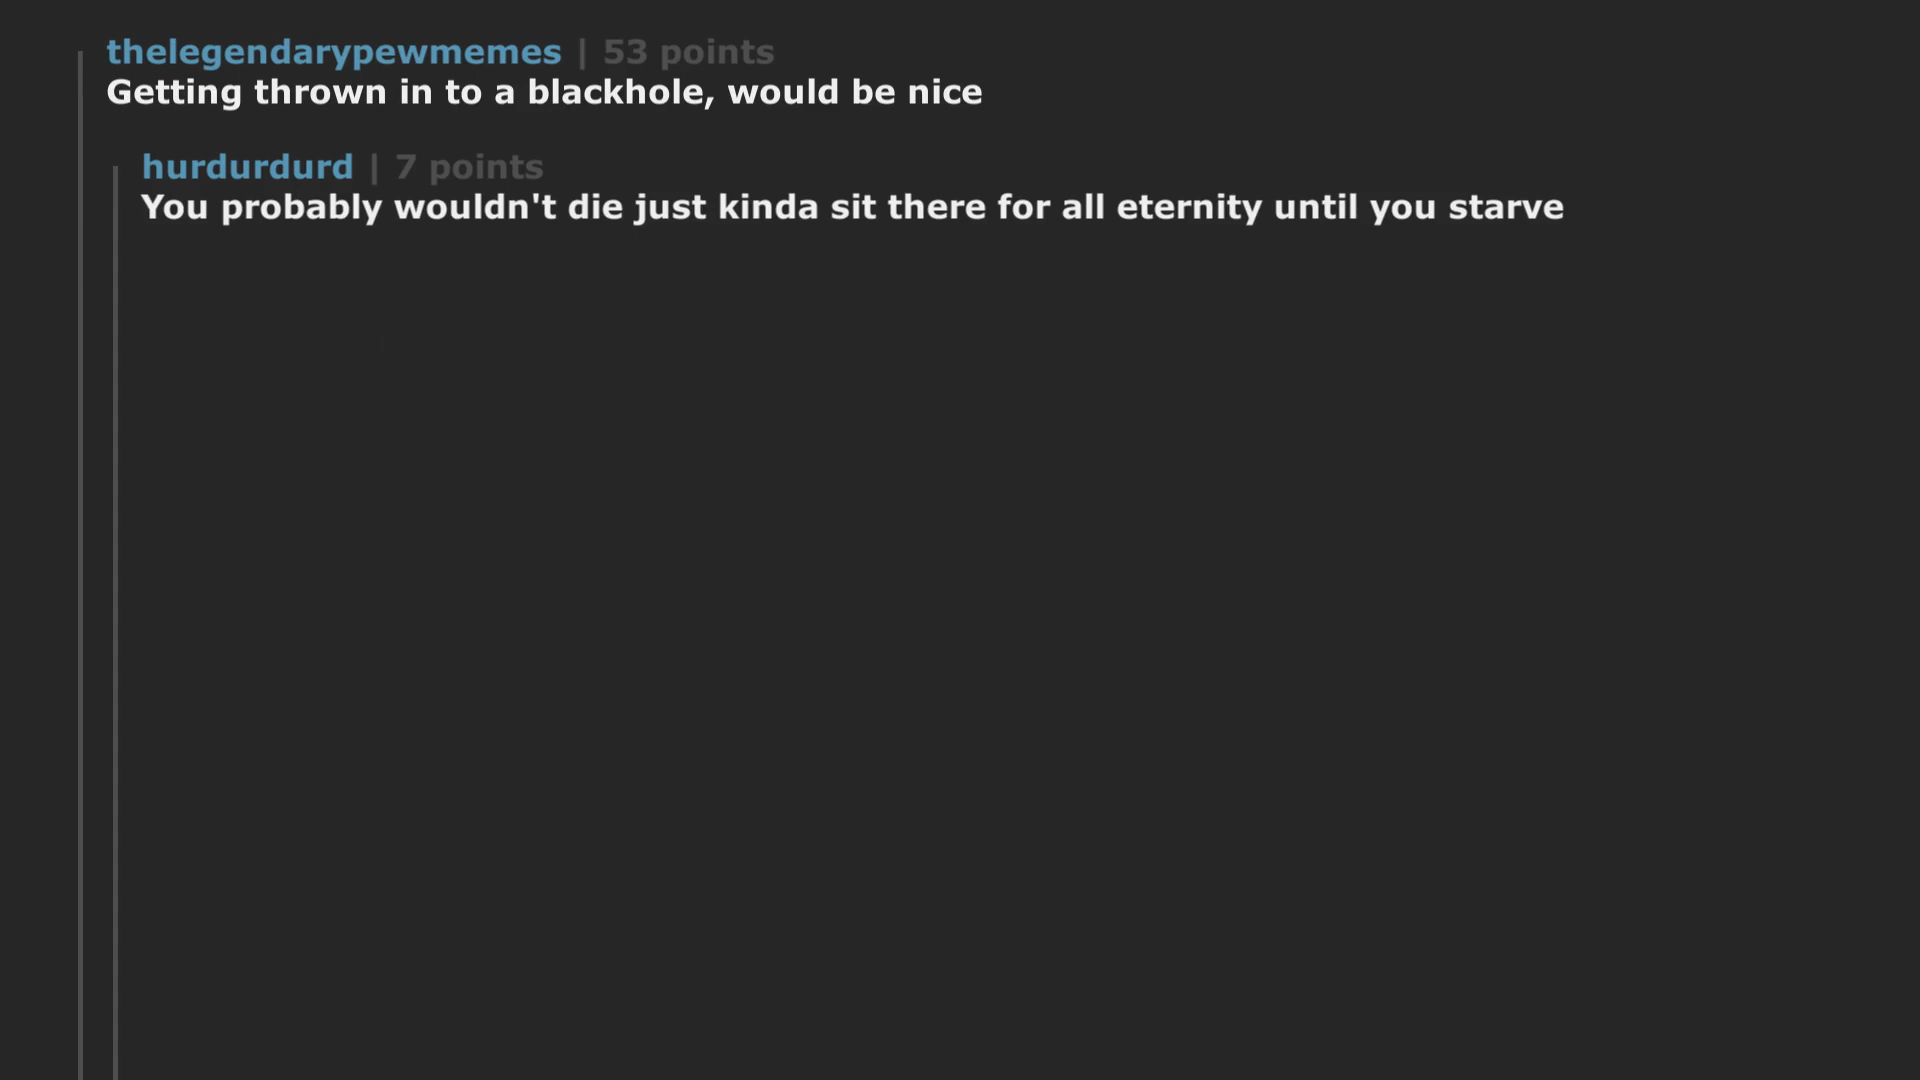 thelegendarypewmemes | 53 points
Getting thrown in to a blackhole, would be nice
hurdurdurd | 7 points
You probably wouldn't die just kinda sit there for all eternity until you starve